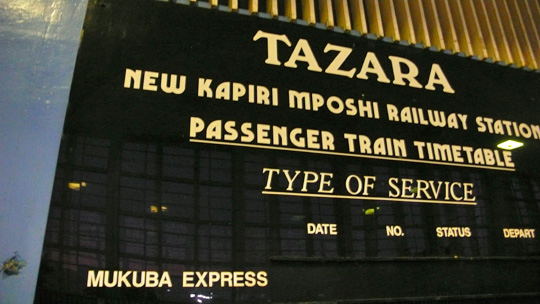 TAZARA
NEW KAPIRI MPOSHI RAILWAY STATION
PASSENGER TRAIN TIMETABLE
TYPE OF SERVICE
DATE NO. STATUS DEPART
MUKUBA EXPRESS